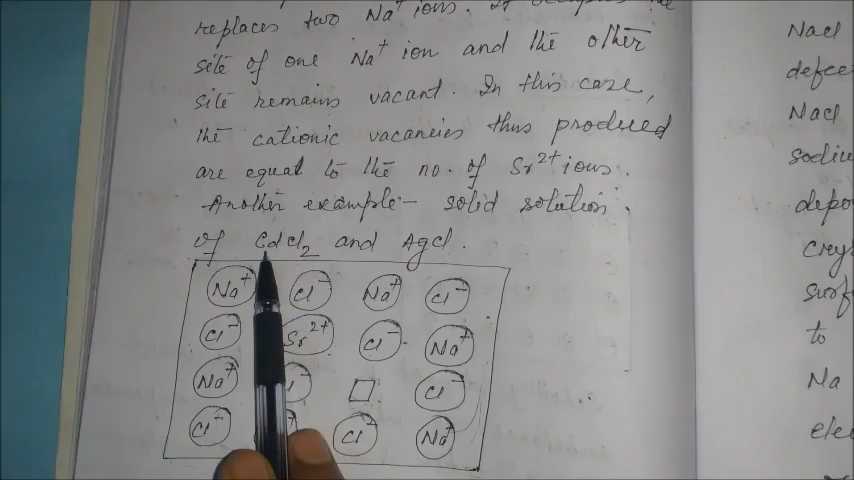 replaces two Na⁺ ions. It occupies the
site of one Na⁺ ion and the other
site remains vacant. In this case,
the cationic vacancies thus produced
are equal to the no. of Sr²⁺ ions.
Another example:- solid solution
of CdCl₂ and AgCl.
Na⁺ Cl⁻ Na⁺ Cl⁻
Cl⁻ Sr²⁺ Cl⁻ Na⁺
Na⁺ Cl⁻
Cl⁻ Cl⁻ Na⁺
Nacl
defec
Nacl
sodiu
depo
crys
surf
to
Na
elec